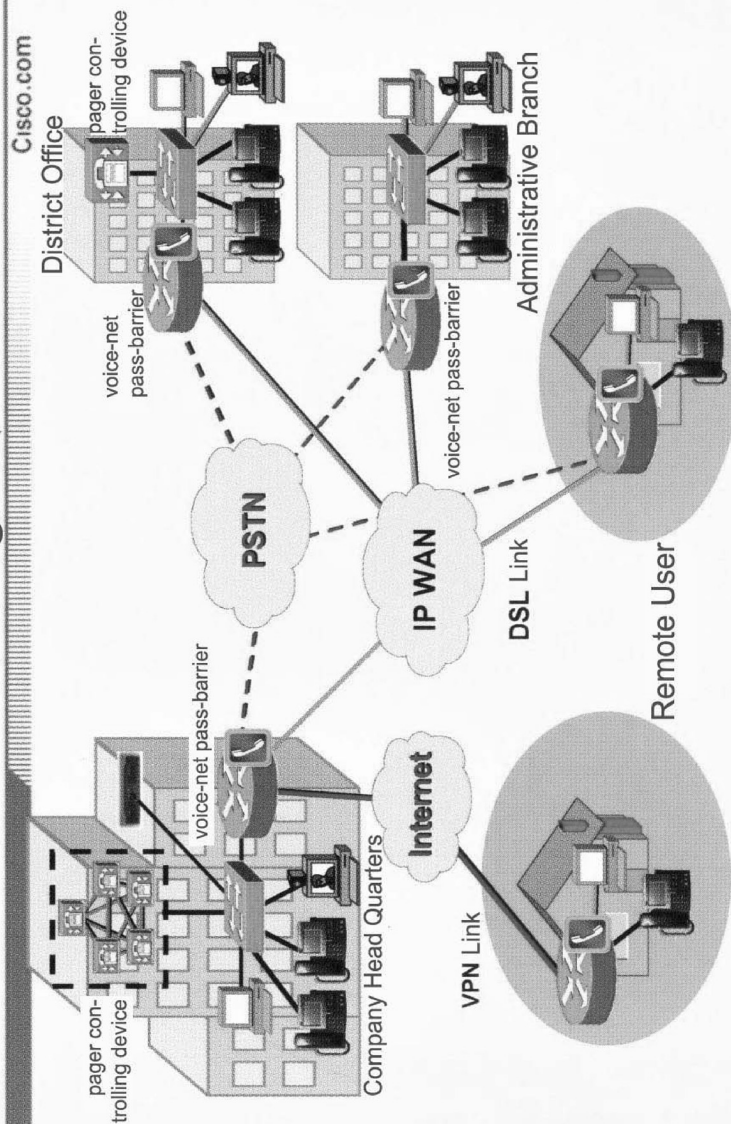 Cisco.com
pager con-
trolling device
Company Head Quarters
voice-net pass-barrier
PSTN
voice-net
pass-barrier
District Office
pager con-
trolling device
IP WAN
voice-net pass-barrier
Administrative Branch
Internet
VPN Link
DSL Link
Remote User